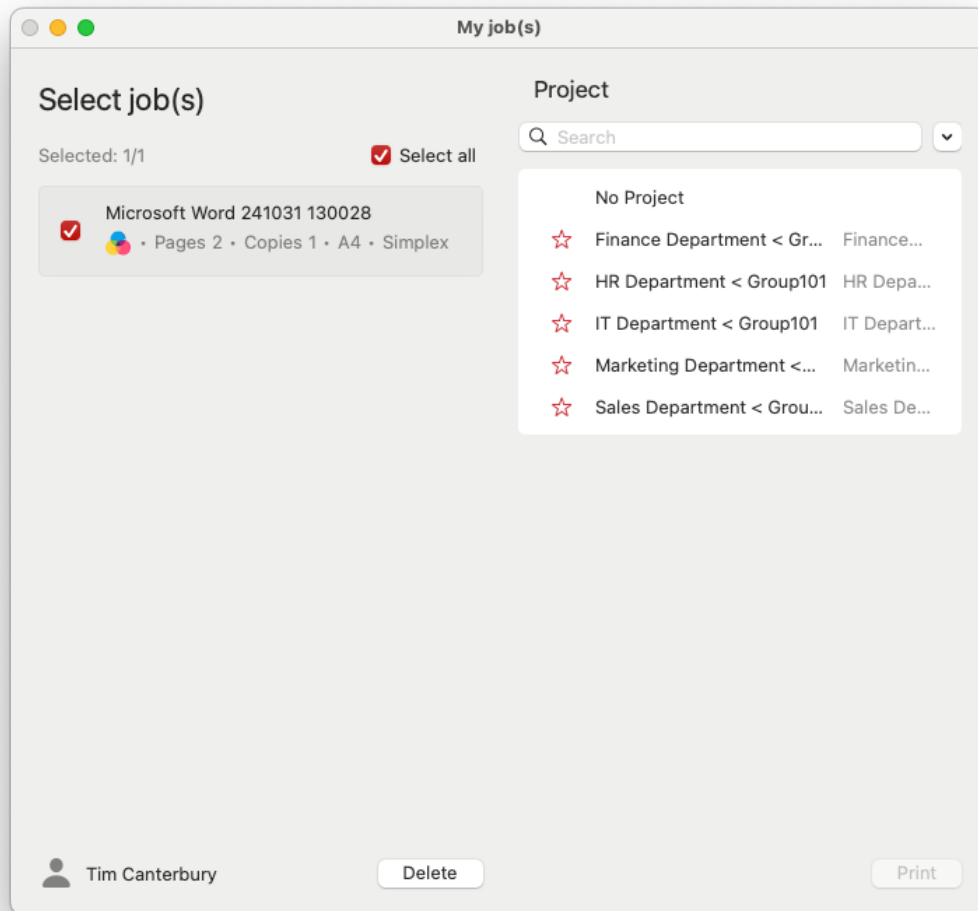 My job(s)
Select job(s)
Selected: 1/1
Select all
Microsoft Word 241031 130028
• Pages 2 • Copies 1 • A4 • Simplex
Project
Search
No Project
Finance Department < Gr... Finance...
HR Department < Group101 HR Depa...
IT Department < Group101 IT Depart...
Marketing Department <... Marketin...
Sales Department < Grou... Sales De...
Tim Canterbury
Delete
Print